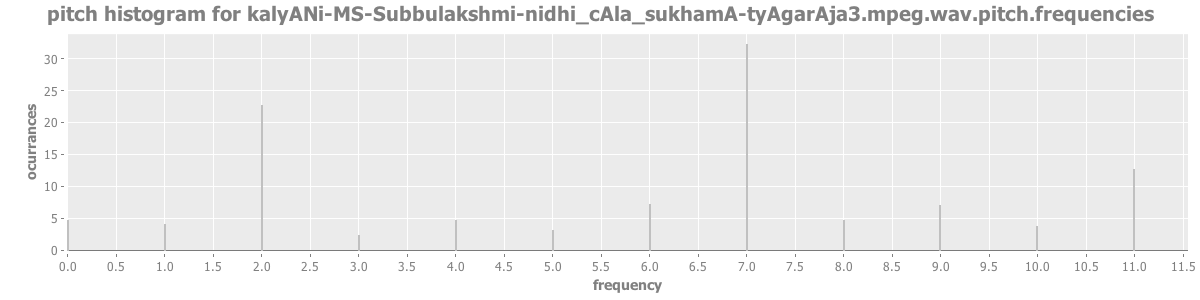 pitch histogram for kalyANi-MS-Subbulakshmi-nidhi_cAla_sukhamA-tyAgarAja3.mpeg.wav.pitch.frequencies
ocurrances
30
25
20
15
10
5
0
0.0 0.5 1.0 1.5 2.0 2.5 3.0 3.5 4.0 4.5 5.0 5.5 6.0 6.5 7.0 7.5 8.0 8.5 9.0 9.5 10.0 10.5 11.0 11.5
frequency